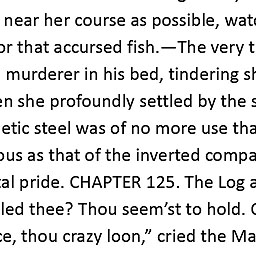 near her course as possible, wat
or that accursed fish.—The very t
murderer in his bed, tindering sh
en she profoundly settled by the s
etic steel was of no more use tha
ous as that of the inverted compa
tal pride. CHAPTER 125. The Log a
led thee? Thou seem’st to hold. 
ce, thou crazy loon,” cried the Ma